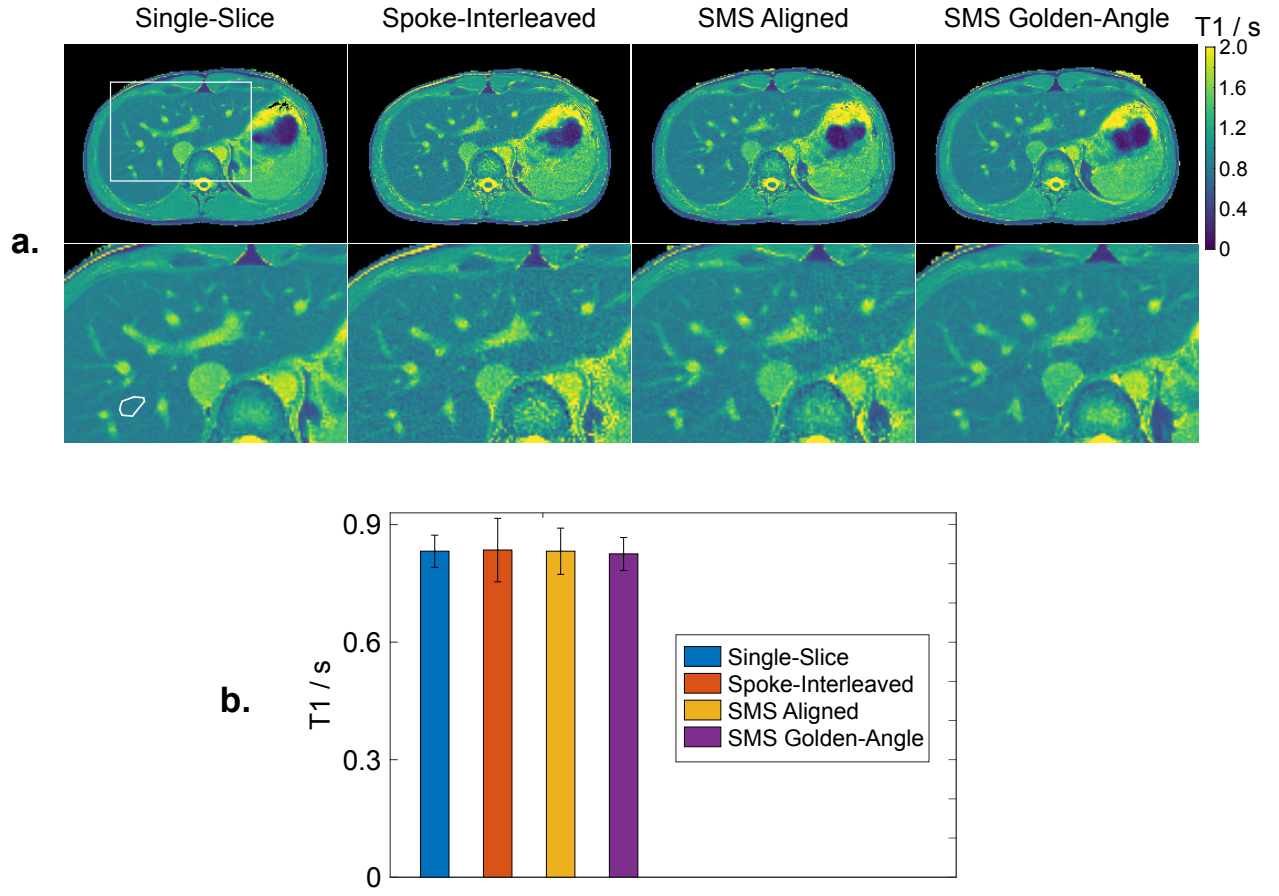 Single-Slice Spoke-Interleaved SMS Aligned SMS Golden-Angle
T1 / s
2.0
1.6
1.2
0.8
0.4
0
a.
0.9
0.6
0.3
0
T1 / s
b.
Single-Slice
Spoke-Interleaved
SMS Aligned
SMS Golden-Angle